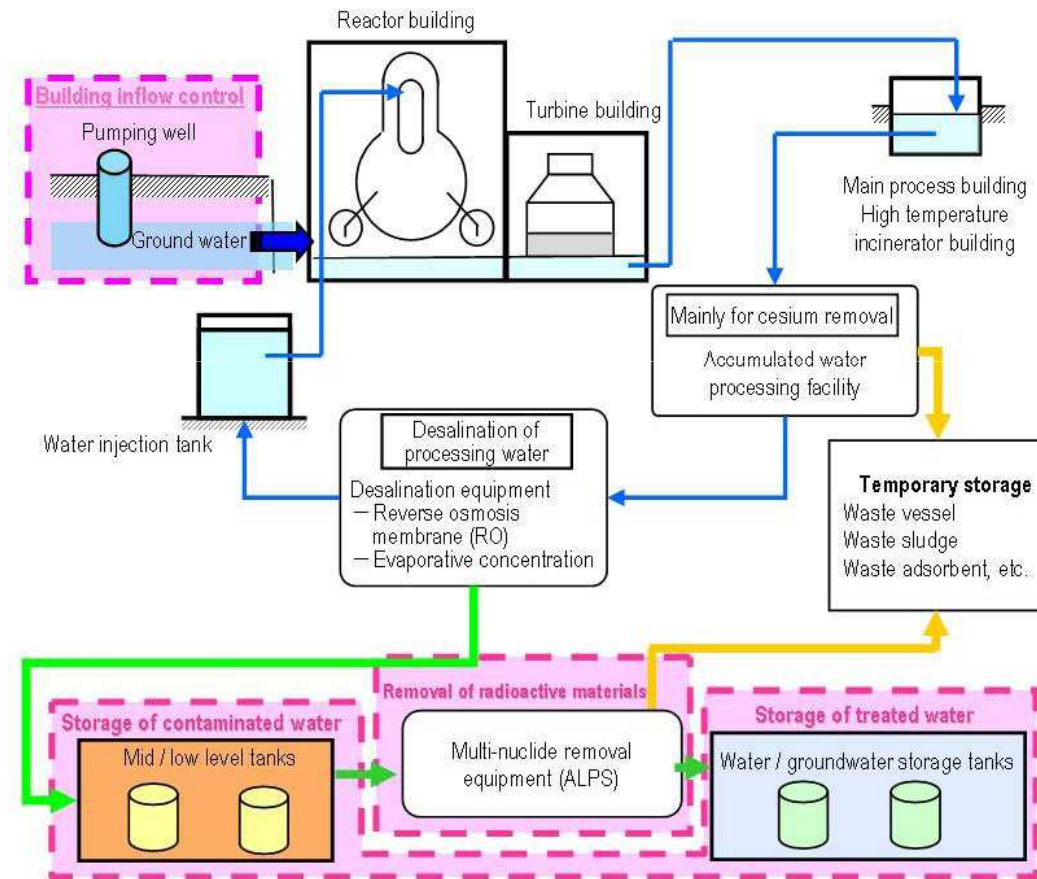 Reactor building
Building inflow control
Pumping well
Ground water
Turbine building
Main process building
High temperature
incinerator building
Mainly for cesium removal
Accumulated water
processing facility
Water injection tank
Desalination of
processing water
Desalination equipment
— Reverse osmosis
membrane (RO)
— Evaporative concentration
Temporary storage
Waste vessel
Waste sludge
Waste adsorbent, etc.
Storage of contaminated water
Mid / low level tanks
Removal of radioactive materials
Multi-nuclide removal
equipment (ALPS)
Storage of treated water
Water / groundwater storage tanks